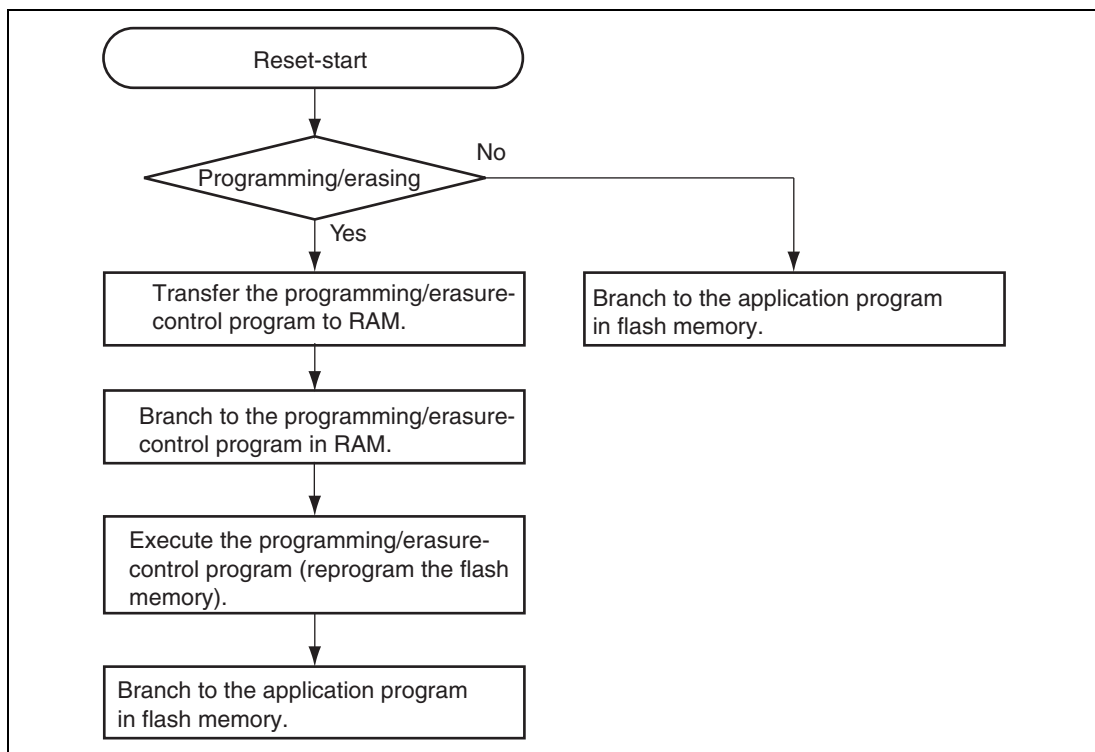 Reset-start
Programming/erasing
No
Yes
Transfer the programming/erasure-
control program to RAM.
Branch to the application program
in flash memory.
Branch to the programming/erasure-
control program in RAM.
Execute the programming/erasure-
control program (reprogram the flash
memory).
Branch to the application program
in flash memory.